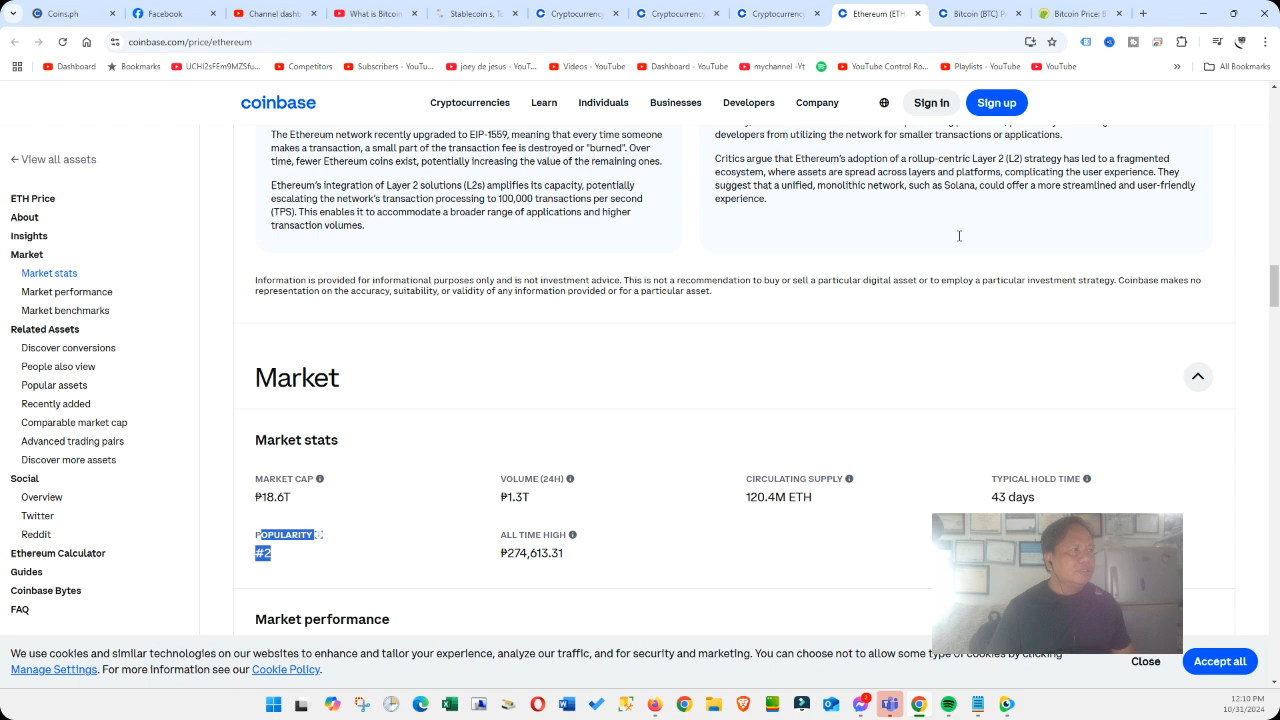 Coins.ph
Facebook
Channel dashb
What is Bitcoin
Stablecoin s, To
Cryptocurrency
Cryptocurrency
Cryptocurrency
Ethereum (ETH
Bitcoin (BTC) P
Bitcoin Price: B
coinbase.com/price/ethereum
Dashboard
Bookmarks
UCHI2sFEm9MZSfu...
Competitors
Subscribers - YouTu...
joey de jesus - YouT...
Videos - YouTube
Dashboard - YouTube
mychannel -Yt
YouTube Control Ro...
Playlists - YouTube
YouTube
All Bookmarks
coinbase
Cryptocurrencies
Learn
Individuals
Businesses
Developers
Company
Sign in
Sign up
← View all assets
ETH Price
About
Insights
Market
Market stats
Market performance
Market benchmarks
Related Assets
Discover conversions
People also view
Popular assets
Recently added
Comparable market cap
Advanced trading pairs
Discover more assets
Social
Overview
Twitter
Reddit
Ethereum Calculator
Guides
Coinbase Bytes
FAQ
The Ethereum network recently upgraded to EIP-1559, meaning that every time someone
makes a transaction, a small part of the transaction fee is destroyed or "burned". Over
time, fewer Ethereum coins exist, potentially increasing the value of the remaining ones.
Ethereum's integration of Layer 2 solutions (L2s) amplifies its capacity, potentially
escalating the network's transaction processing to 100,000 transactions per second
(TPS). This enables it to accommodate a broader range of applications and higher
transaction volumes.
developers from utilizing the network for smaller transactions or applications.
Critics argue that Ethereum's adoption of a rollup-centric Layer 2 (L2) strategy has led to a fragmented
ecosystem, where assets are spread across layers and platforms, complicating the user experience. They
suggest that a unified, monolithic network, such as Solana, could offer a more streamlined and user-friendly
experience.
Information is provided for informational purposes only and is not investment advice. This is not a recommendation to buy or sell a particular digital asset or to employ a particular investment strategy. Coinbase makes no
representation on the accuracy, suitability, or validity of any information provided or for a particular asset.
Market
Market stats
MARKET CAP
₱18.6T
VOLUME (24H)
₱1.3T
CIRCULATING SUPPLY
120.4M ETH
TYPICAL HOLD TIME
43 days
POPULARITY
#2
ALL TIME HIGH
₱274,613.31
Market performance
We use cookies and similar technologies on our websites to enhance and tailor your experience, analyze our traffic, and for security and marketing. You can choose not to allow some type of cookies by clicking
Manage Settings. For more information see our Cookie Policy.
Close
Accept all
2
12:10 PM
10/31/2024